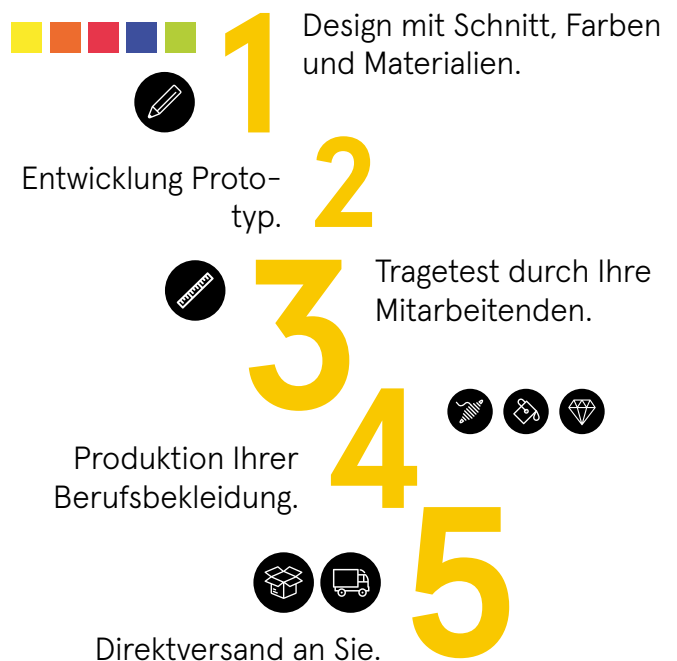 1
Design mit Schnitt, Farben
und Materialien.
2
Entwicklung Proto-
typ.
3
Tragetest durch Ihre
Mitarbeitenden.
4
Produktion Ihrer
Berufsbekleidung.
5
Direktversand an Sie.